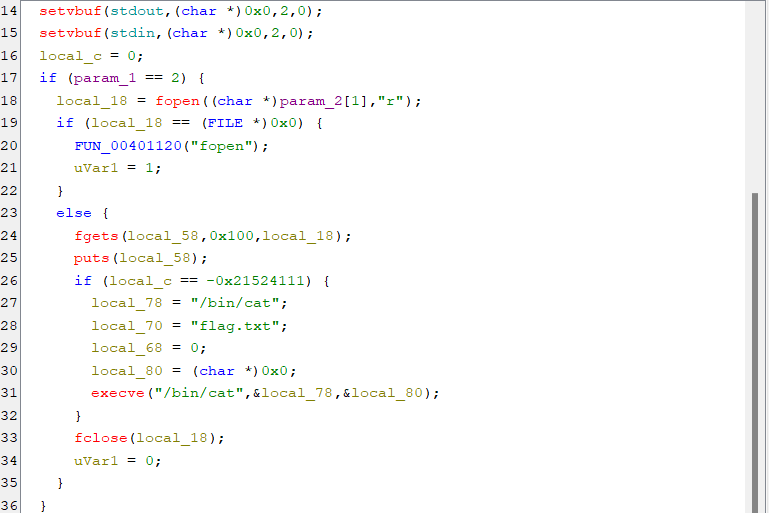 14 setvbuf(stdout,(char *)0x0,2,0);
15 setvbuf(stdin,(char *)0x0,2,0);
16 local_c = 0;
17 if (param_1 == 2) {
18 local_18 = fopen((char *)param_2[1],"r");
19 if (local_18 == (FILE *)0x0) {
20 FUN_00401120("fopen");
21 uVar1 = 1;
22 }
23 else {
24 fgets(local_58,0x100,local_18);
25 puts(local_58);
26 if (local_c == -0x21524111) {
27 local_78 = "/bin/cat";
28 local_70 = "flag.txt";
29 local_68 = 0;
30 local_80 = (char *)0x0;
31 execve("/bin/cat",&local_78,&local_80);
32 }
33 fclose(local_18);
34 uVar1 = 0;
35 }
36 }